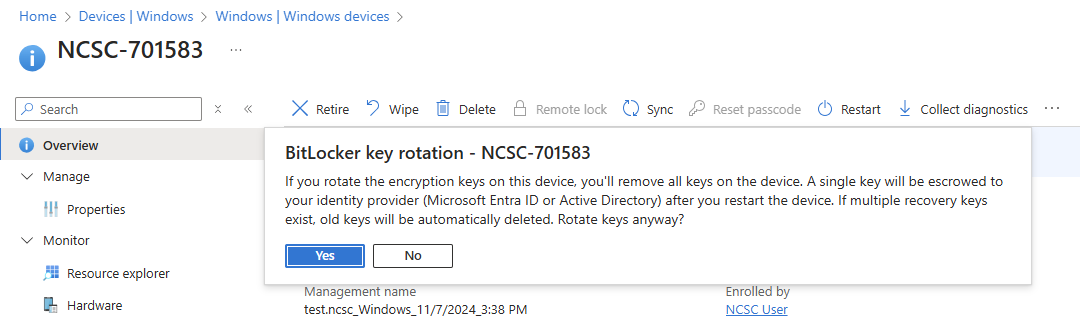 Home > Devices | Windows > Windows | Windows devices >
NCSC-701583 ...
Search
Retire Wipe Delete Remote lock Sync Reset passcode Restart Collect diagnostics ...
Overview
Manage
Properties
Monitor
Resource explorer
Hardware
BitLocker key rotation - NCSC-701583
If you rotate the encryption keys on this device, you'll remove all keys on the device. A single key will be escrowed to
your identity provider (Microsoft Entra ID or Active Directory) after you restart the device. If multiple recovery keys
exist, old keys will be automatically deleted. Rotate keys anyway?
Yes No
Management name Enrolled by
test.ncsc_Windows_11/7/2024_3:38 PM NCSC User